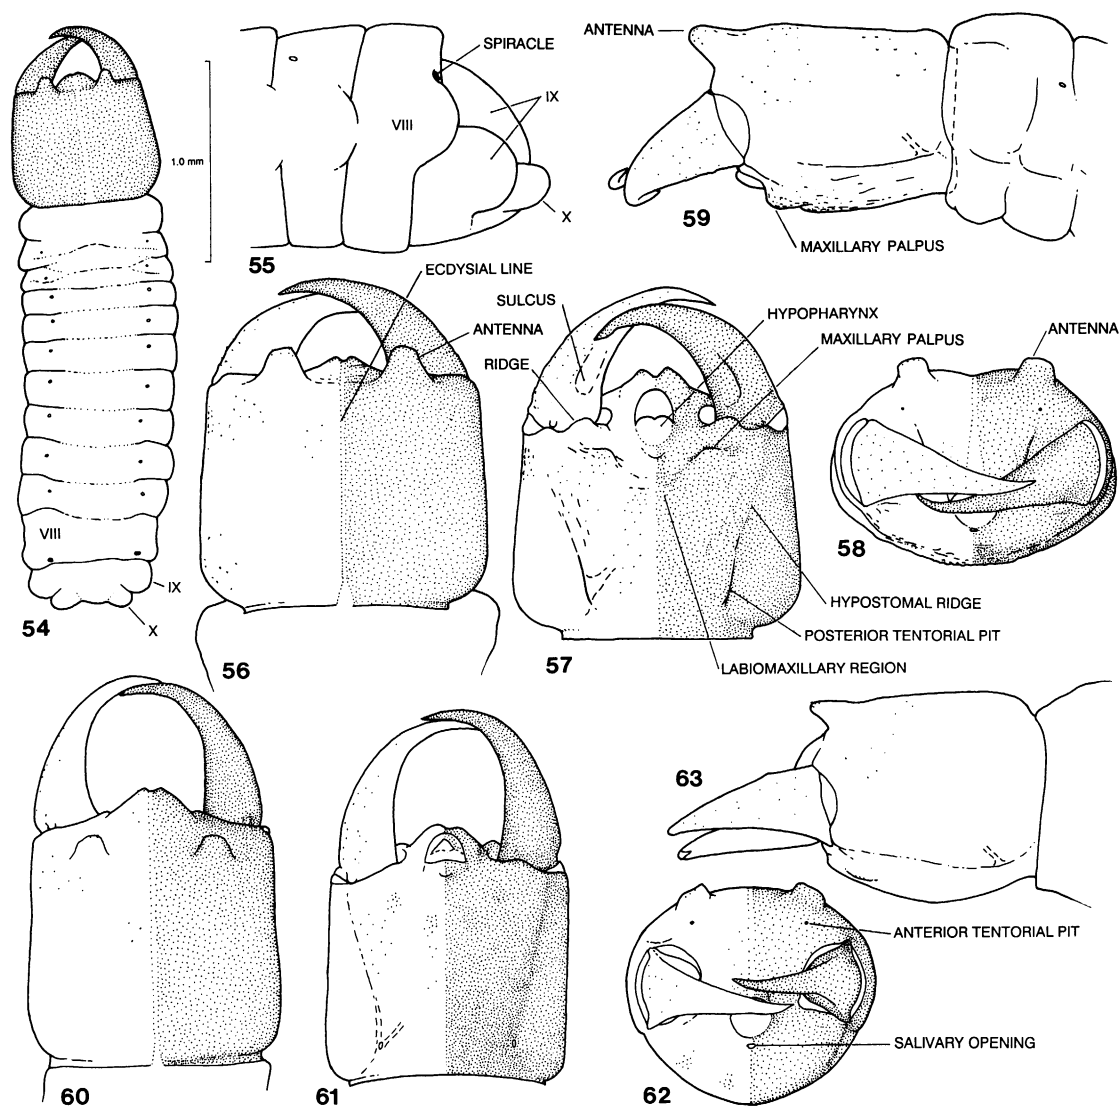 SPIRACLE
IX
VIII
X
55
1.0 mm
VIII
IX
X
54
ANTENNA
59
MAXILLARY PALPUS
ECDYSIAL LINE
SULCUS
ANTENNA
RIDGE
56
HYPOPHARYNX
MAXILLARY PALPUS
HYPOSTOMAL RIDGE
POSTERIOR TENTORIAL PIT
LABIOMAXILLARY REGION
57
ANTENNA
58
60
61
63
ANTERIOR TENTORIAL PIT
SALIVARY OPENING
62